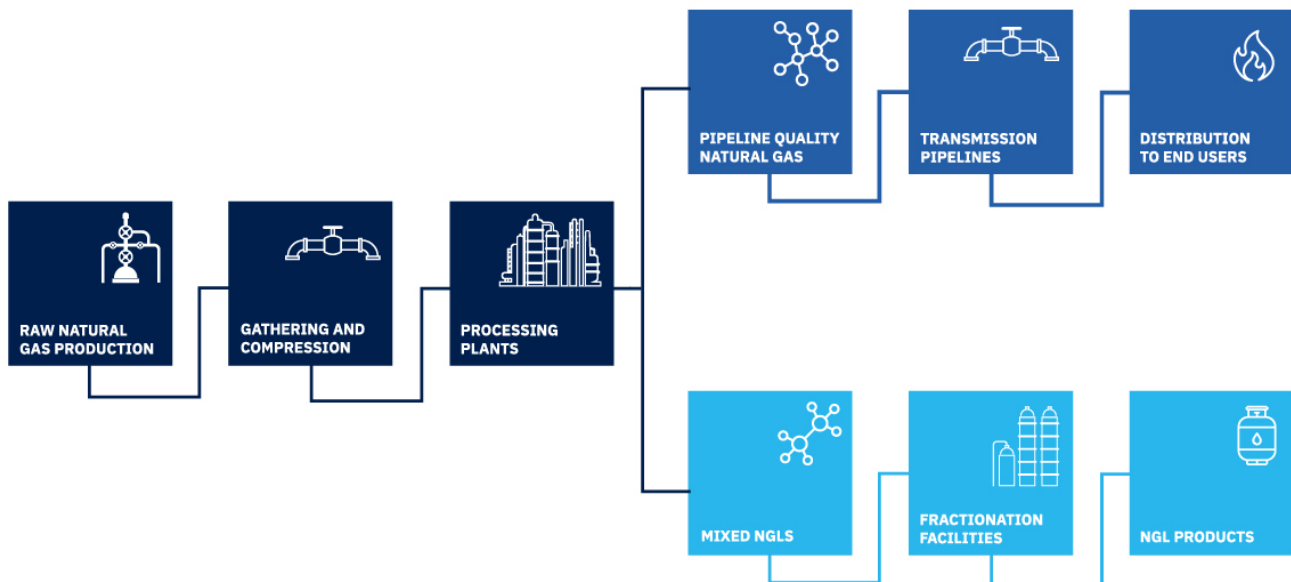 RAW NATURAL
GAS PRODUCTION
GATHERING AND
COMPRESSION
PROCESSING
PLANTS
PIPELINE QUALITY
NATURAL GAS
TRANSMISSION
PIPELINES
DISTRIBUTION
TO END USERS
MIXED NGLS
FRACTIONATION
FACILITIES
NGL PRODUCTS